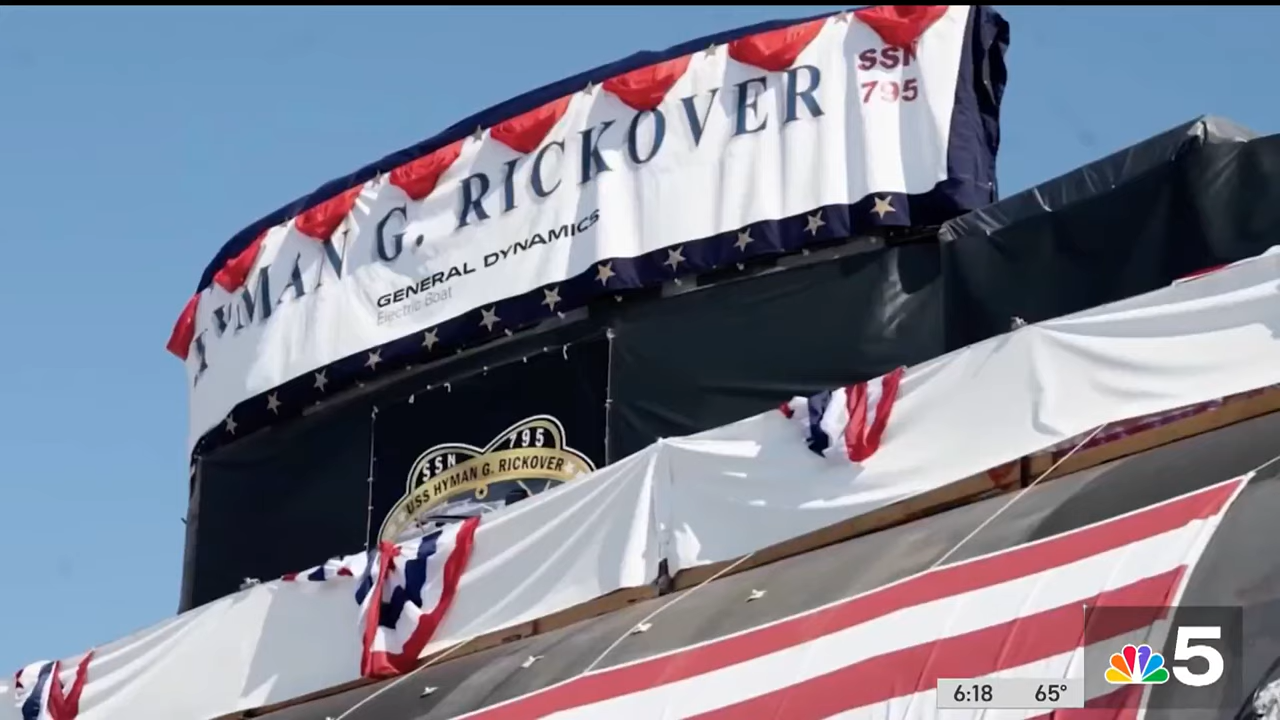 HYMAN G. RICKOVER
SSN
795
GENERAL DYNAMICS
Electric Boat
SSN 795
USS HYMAN G. RICKOVER
5
6:18 65°